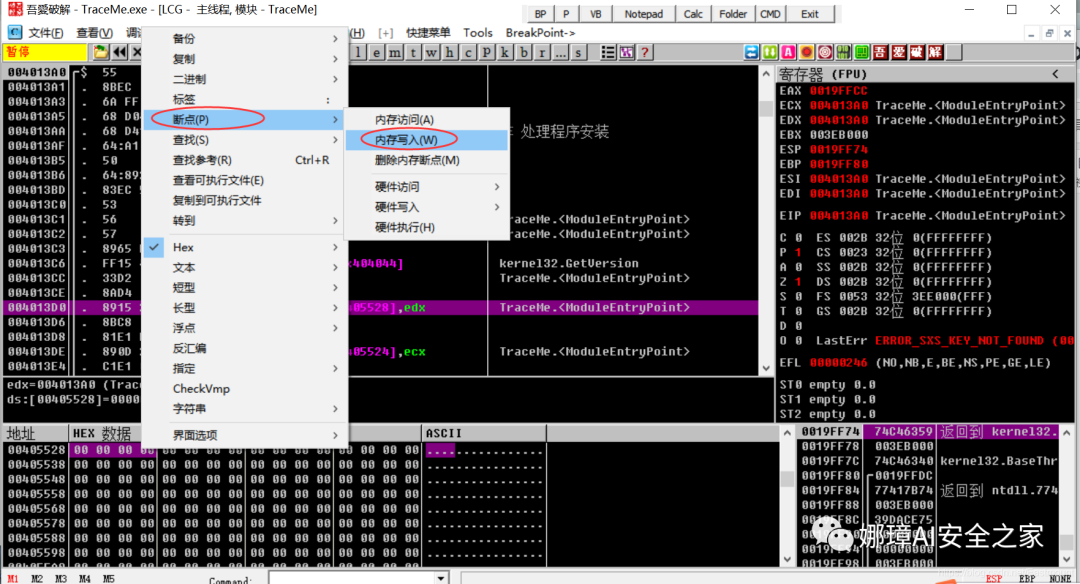 吾爱破解 - TraceMe.exe - [LCG - 主线程, 模块 - TraceMe]
BP P VB Notepad Calc Folder CMD Exit
文件(F) 查看(V) (H) [+] 快捷菜单 Tools BreakPoint->
暂停 l e m t w h c p k b r ... s ? 吾 爱 破 解
004013A0 55
004013A1 8BEC
004013A3 6A FF
004013A5 68 D0
004013AA 68 D4
004013AF 64:A1
004013B5 50
004013B6 64:892
004013BD 83EC
004013C0 53
004013C1 56
004013C2 57
004013C3 8965
004013C6 FF15
004013CC 33D2
004013CE 8AD4
004013D0 8915
004013D6 8BC8
004013D8 81E1
004013DE 890D
004013E4 C1E1
备份
复制
二进制
标签
断点(P)
查找(S)
查找参考(R) Ctrl+R
查看可执行文件(E)
复制到可执行文件
转到
Hex
文本
短型
长型
浮点
反汇编
指定
CheckVmp
字符串
界面选项
内存访问(A)
内存写入(W)
删除内存断点(M)
硬件访问
硬件写入
硬件执行(H)
处理程序安装
TraceMe.<ModuleEntryPoint>
TraceMe.<ModuleEntryPoint>
404044] kernel32.GetVersion
TraceMe.<ModuleEntryPoint>
405528],edx TraceMe.<ModuleEntryPoint>
405524],ecx TraceMe.<ModuleEntryPoint>
edx=004013A0 (Trac
ds:[00405528]=0000
寄存器 (FPU) <
EAX 0019FFCC
ECX 004013A0 TraceMe.<ModuleEntryPoint>
EDX 004013A0 TraceMe.<ModuleEntryPoint>
EBX 003EB000
ESP 0019FF74
EBP 0019FF80
ESI 004013A0 TraceMe.<ModuleEntryPoint>
EDI 004013A0 TraceMe.<ModuleEntryPoint>
EIP 004013A0 TraceMe.<ModuleEntryPoint>
C 0 ES 002B 32位 0(FFFFFFFF)
P 1 CS 0023 32位 0(FFFFFFFF)
A 0 SS 002B 32位 0(FFFFFFFF)
Z 1 DS 002B 32位 0(FFFFFFFF)
S 0 FS 0053 32位 3EE000(FFF)
T 0 GS 002B 32位 0(FFFFFFFF)
D 0
O 0 LastErr ERROR_SXS_KEY_NOT_FOUND (00
EFL 00000246 (NO,NB,E,BE,NS,PE,GE,LE)
ST0 empty 0.0
ST1 empty 0.0
ST2 empty 0.0
地址 HEX 数据 ASCII
00405528 00 00 00 00 00 00 00 00 00 00 00 00 00 00 00 00 ................
00405538 00 00 00 00 00 00 00 00 00 00 00 00 00 00 00 00 ................
00405548 00 00 00 00 00 00 00 00 00 00 00 00 00 00 00 00 ................
00405558 00 00 00 00 00 00 00 00 00 00 00 00 00 00 00 00 ................
00405568 00 00 00 00 00 00 00 00 00 00 00 00 00 00 00 00 ................
00405578 00 00 00 00 00 00 00 00 00 00 00 00 00 00 00 00 ................
00405588 00 00 00 00 00 00 00 00 00 00 00 00 00 00 00 00 ................
00405598 00 00 00 00 00 00 00 00 00 00 00 00 00 00 00 00 ................
0019FF74 74C46359 返回到 kernel32.
0019FF78 003EB000
0019FF7C 74C46340 kernel32.BaseThr
0019FF80 0019FFDC
0019FF84 77417B74 返回到 ntdll.774
0019FF88 003EB000
0019FF8C 39DACE75
00000000
0019FF98 00000000
娜璋AI安全之家
M1 M2 M3 M4 M5 Command: ESP EBP NONE